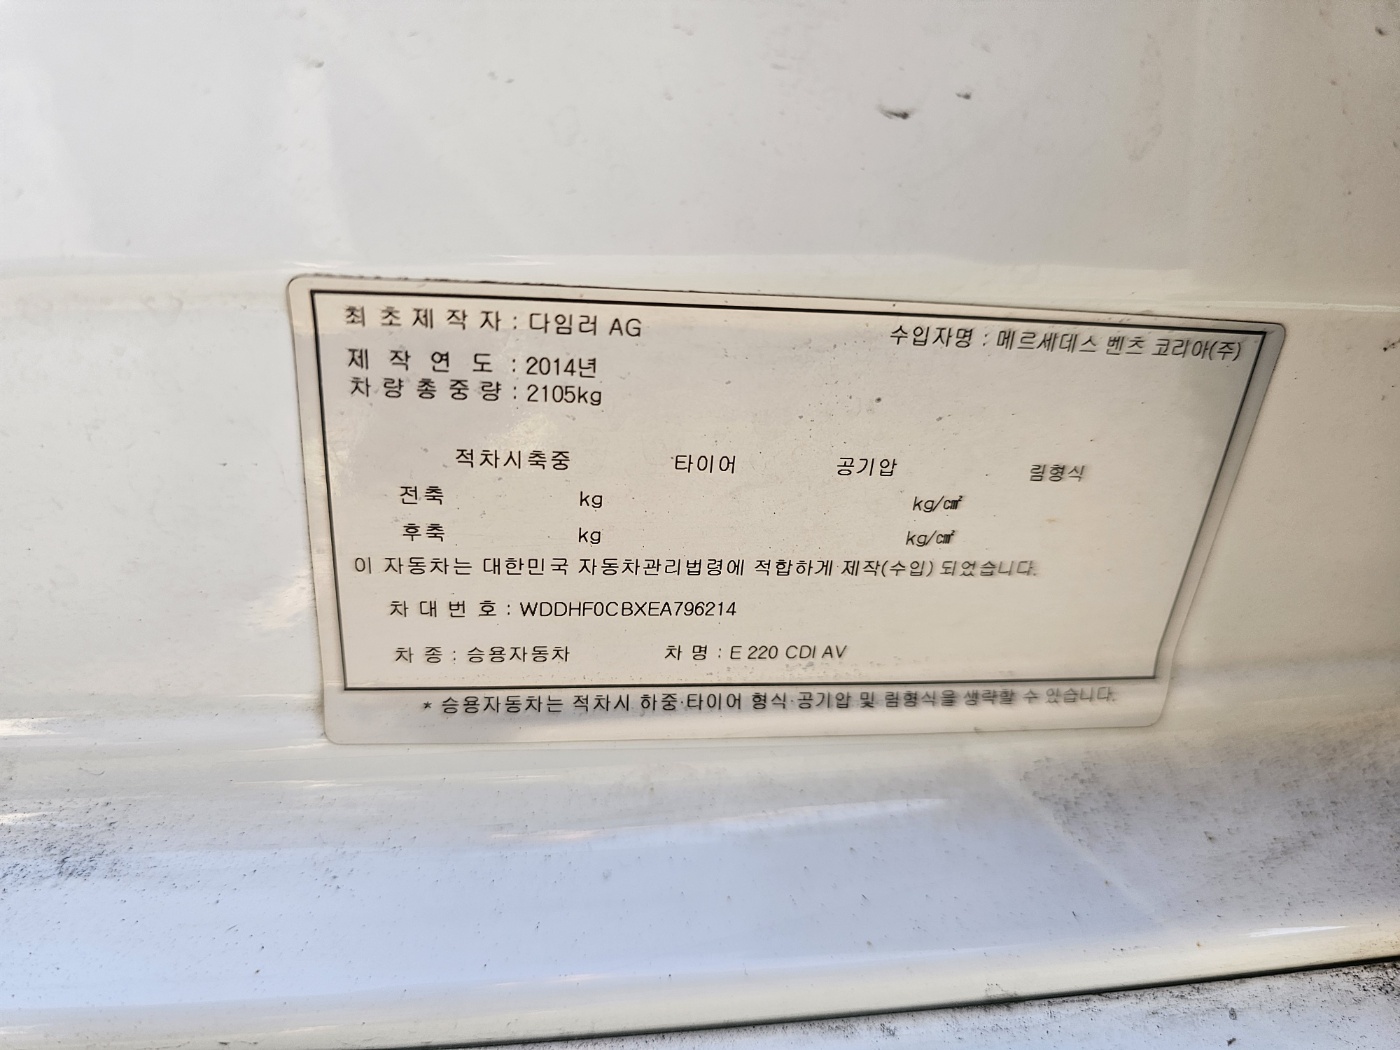 최초제작자 : 다임러 AG 수입자명 : 메르세데스 벤츠 코리아(주)
제작연도 : 2014년
차량총중량 : 2105kg
적차시축중 타이어 공기압 림형식
전축 kg kg/㎠
후축 kg kg/㎠
이 자동차는 대한민국 자동차관리법령에 적합하게 제작(수입) 되었습니다.
차대번호 : WDDHF0CBXEA796214
차종 : 승용자동차 차명 : E 220 CDI AV
* 승용자동차는 적차시 하중·타이어 형식·공기압 및 림형식을 생략할 수 있습니다.